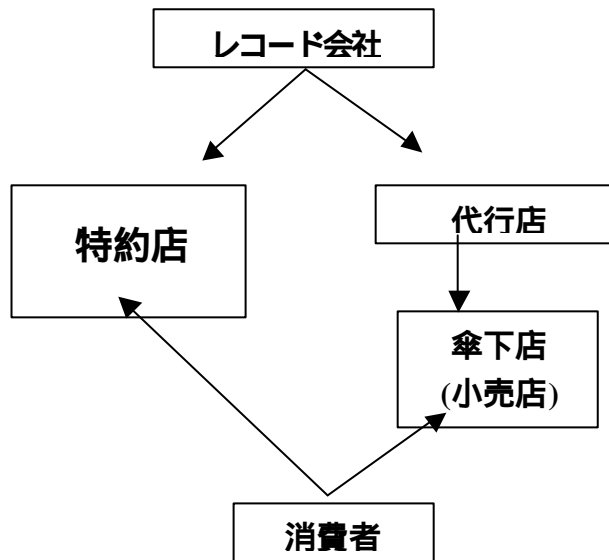 レコード会社
特約店
代行店
傘下店
(小売店)
消費者